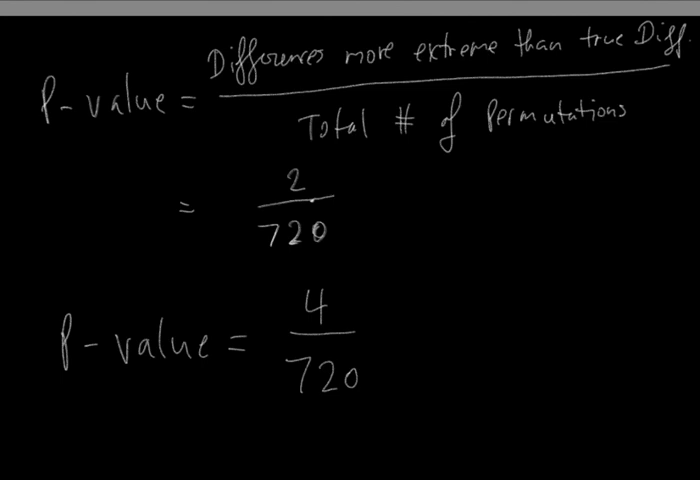 P-value = Differences more extreme than true Diff. / Total # of Permutations
= 2 / 720
P-value = 4 / 720